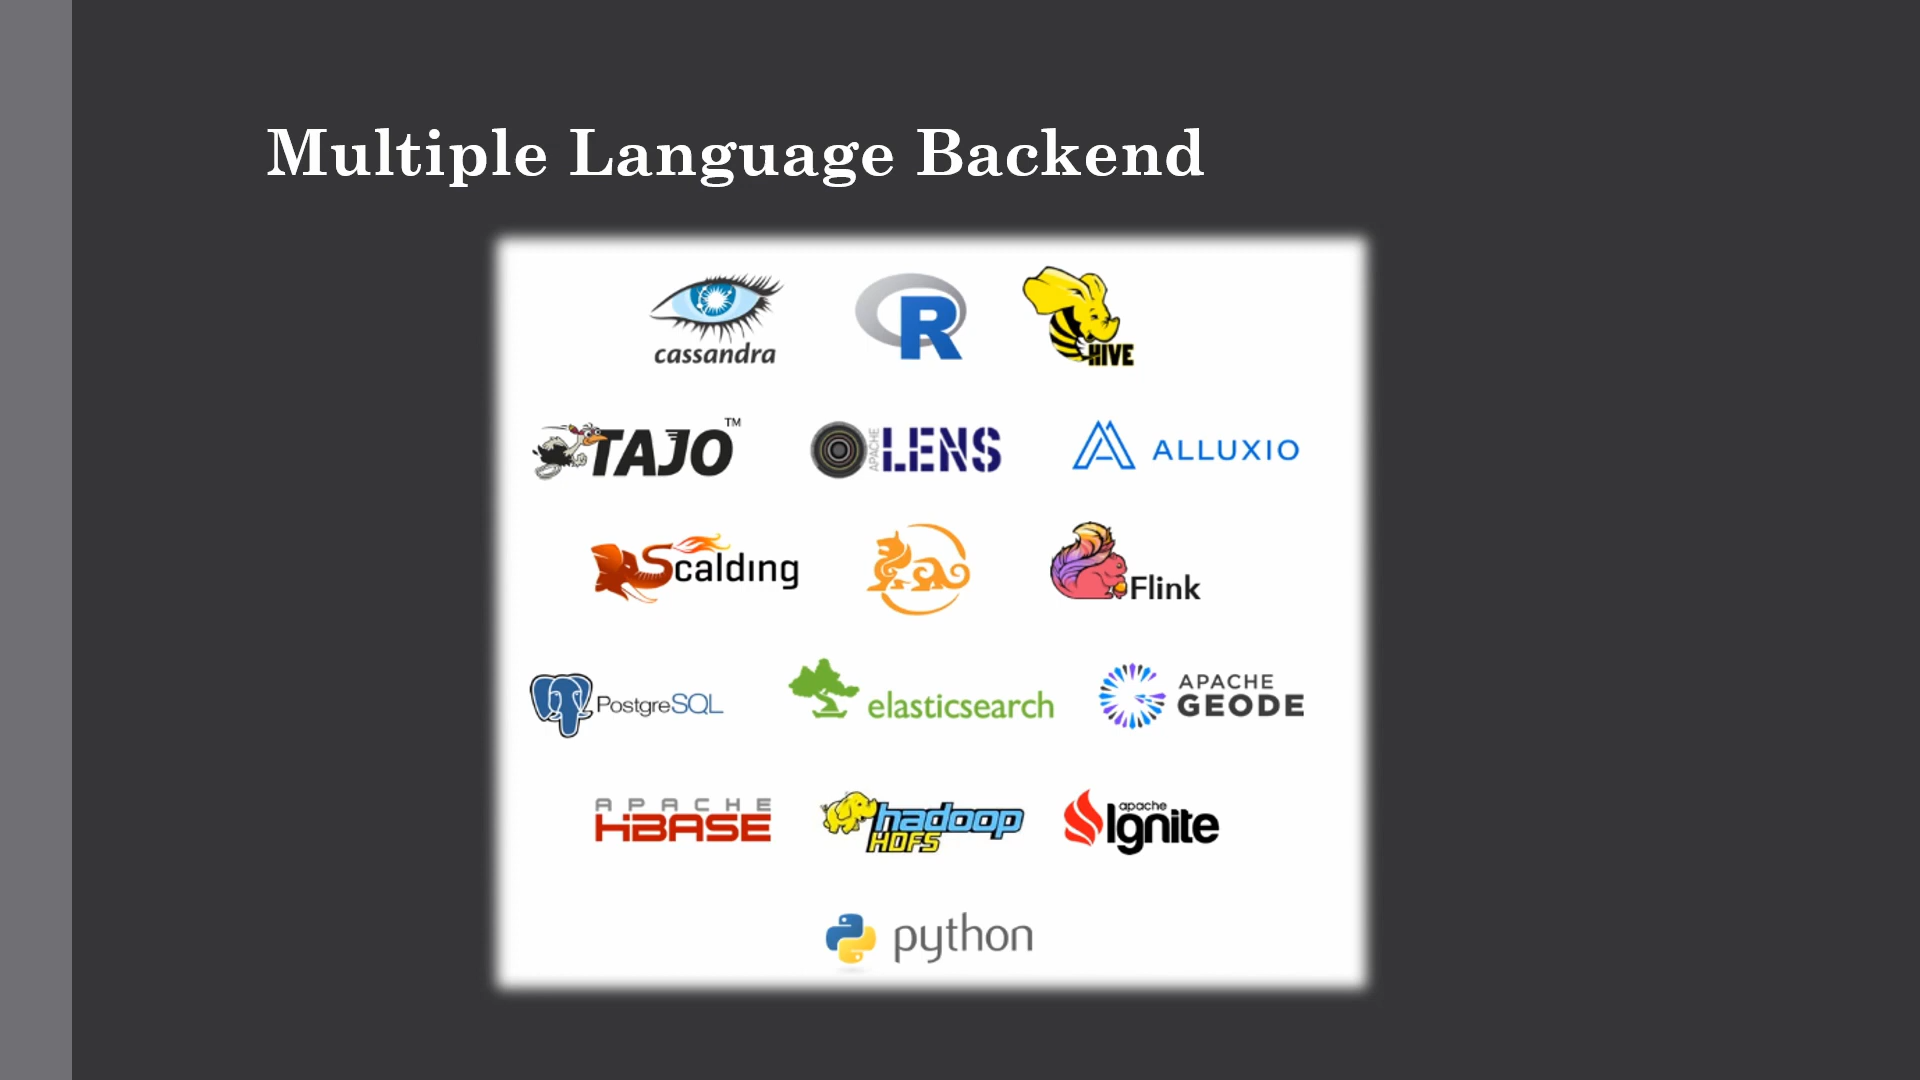 Multiple Language Backend
cassandra
R
HIVE
TAJO™
APACHE LENS
ALLUXIO
Scalding
Flink
PostgreSQL
elasticsearch
APACHE
GEODE
APACHE
HBASE
hadoop
HDFS
apache
Ignite
python